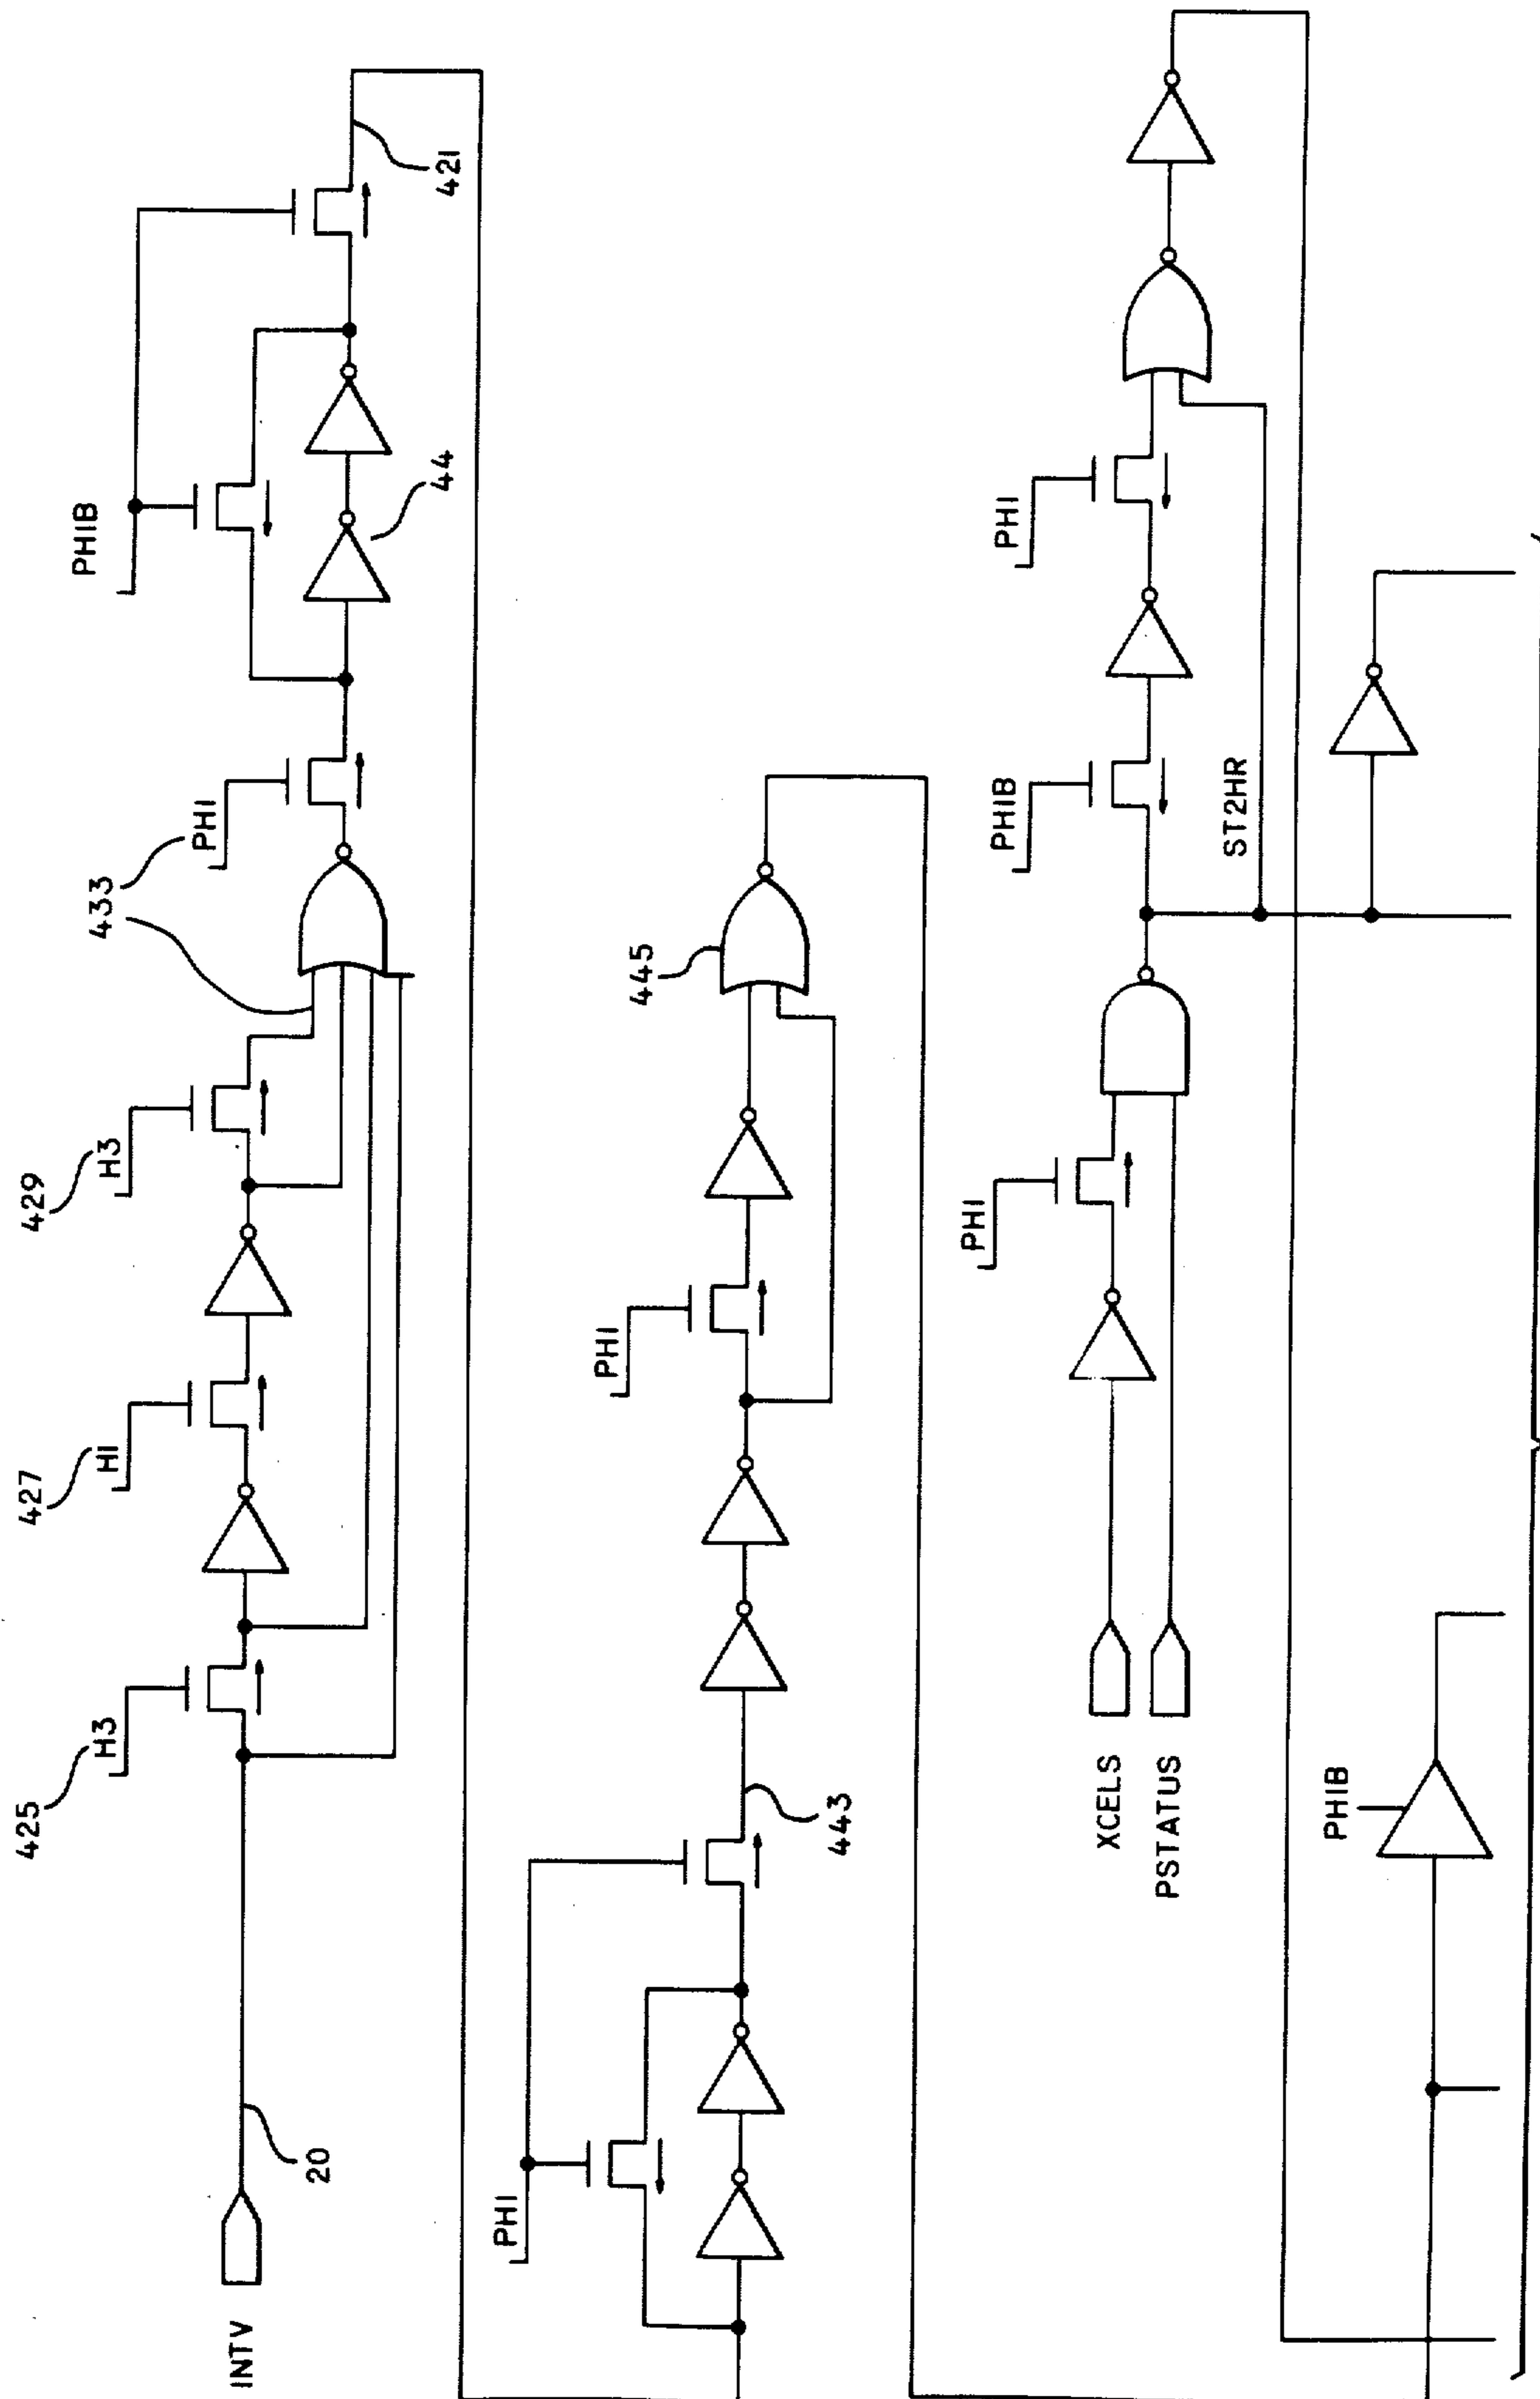 INTV
20
425
H3
427
H1
429
H3
433
PHI
PHIB
44
421
PHI
443
PHI
445
XCELS
PSTATUS
PHI
PHIB
ST2HR
PHI
PHIB